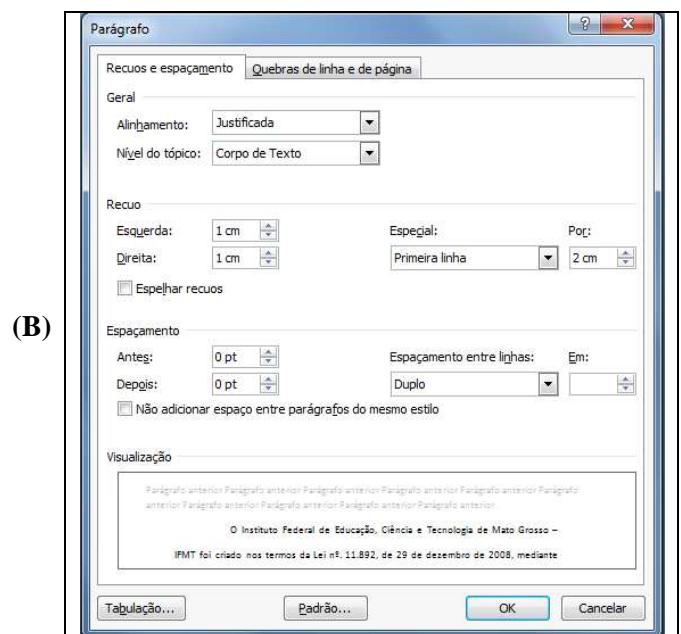 Parágrafo
Recuos e espaçamento Quebras de linha e de página
Geral
Alinhamento: Justificada
Nível do tópico: Corpo de Texto
Recuo
Esquerda: 1 cm Especial: Por:
Direita: 1 cm Primeira linha 2 cm
Espelhar recuos
(B)
Espaçamento
Antes: 0 pt Espaçamento entre linhas: Em:
Depois: 0 pt Duplo
Não adicionar espaço entre parágrafos do mesmo estilo
Visualização
Parágrafo anterior Parágrafo anterior Parágrafo anterior Parágrafo anterior Parágrafo anterior Parágrafo
anterior Parágrafo anterior Parágrafo anterior Parágrafo anterior Parágrafo anterior
O Instituto Federal de Educação, Ciência e Tecnologia de Mato Grosso –
IFMT foi criado nos termos da Lei nº. 11.892, de 29 de dezembro de 2008, mediante
Tabulação... Padrão... OK Cancelar